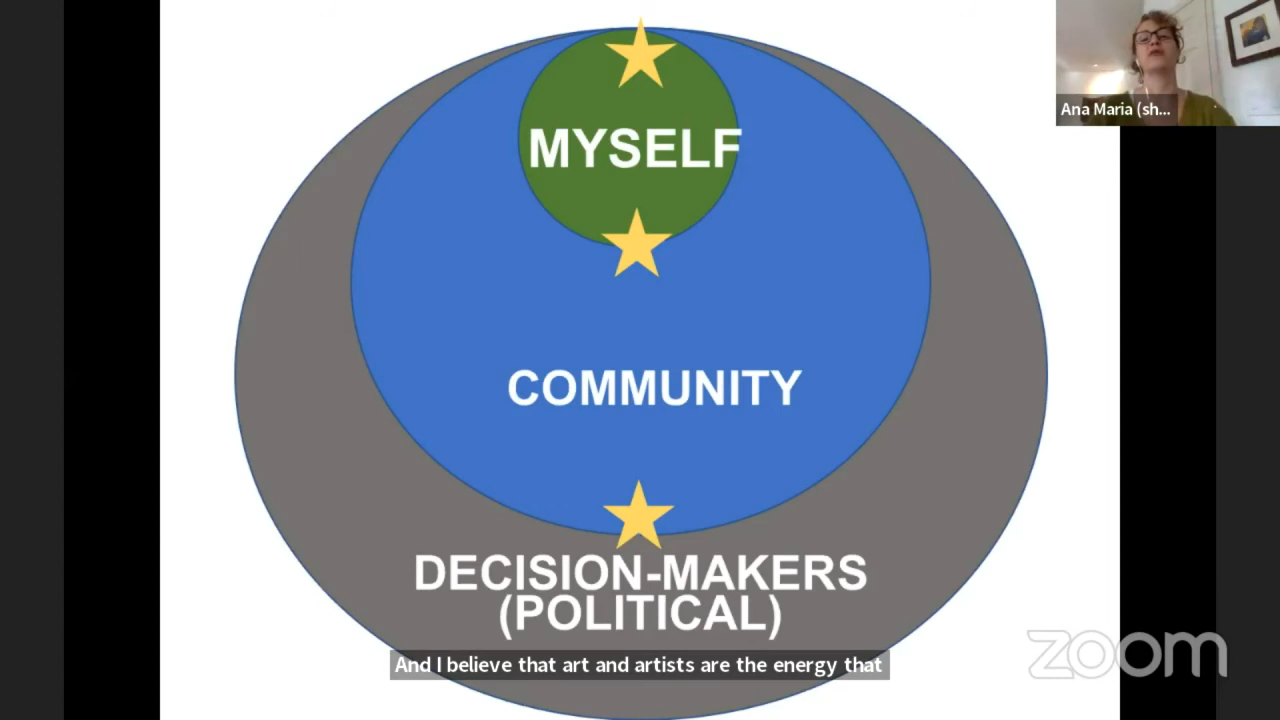 MYSELF
COMMUNITY
DECISION-MAKERS
(POLITICAL)
And I believe that art and artists are the energy that
Ana Maria (sh...
zoom